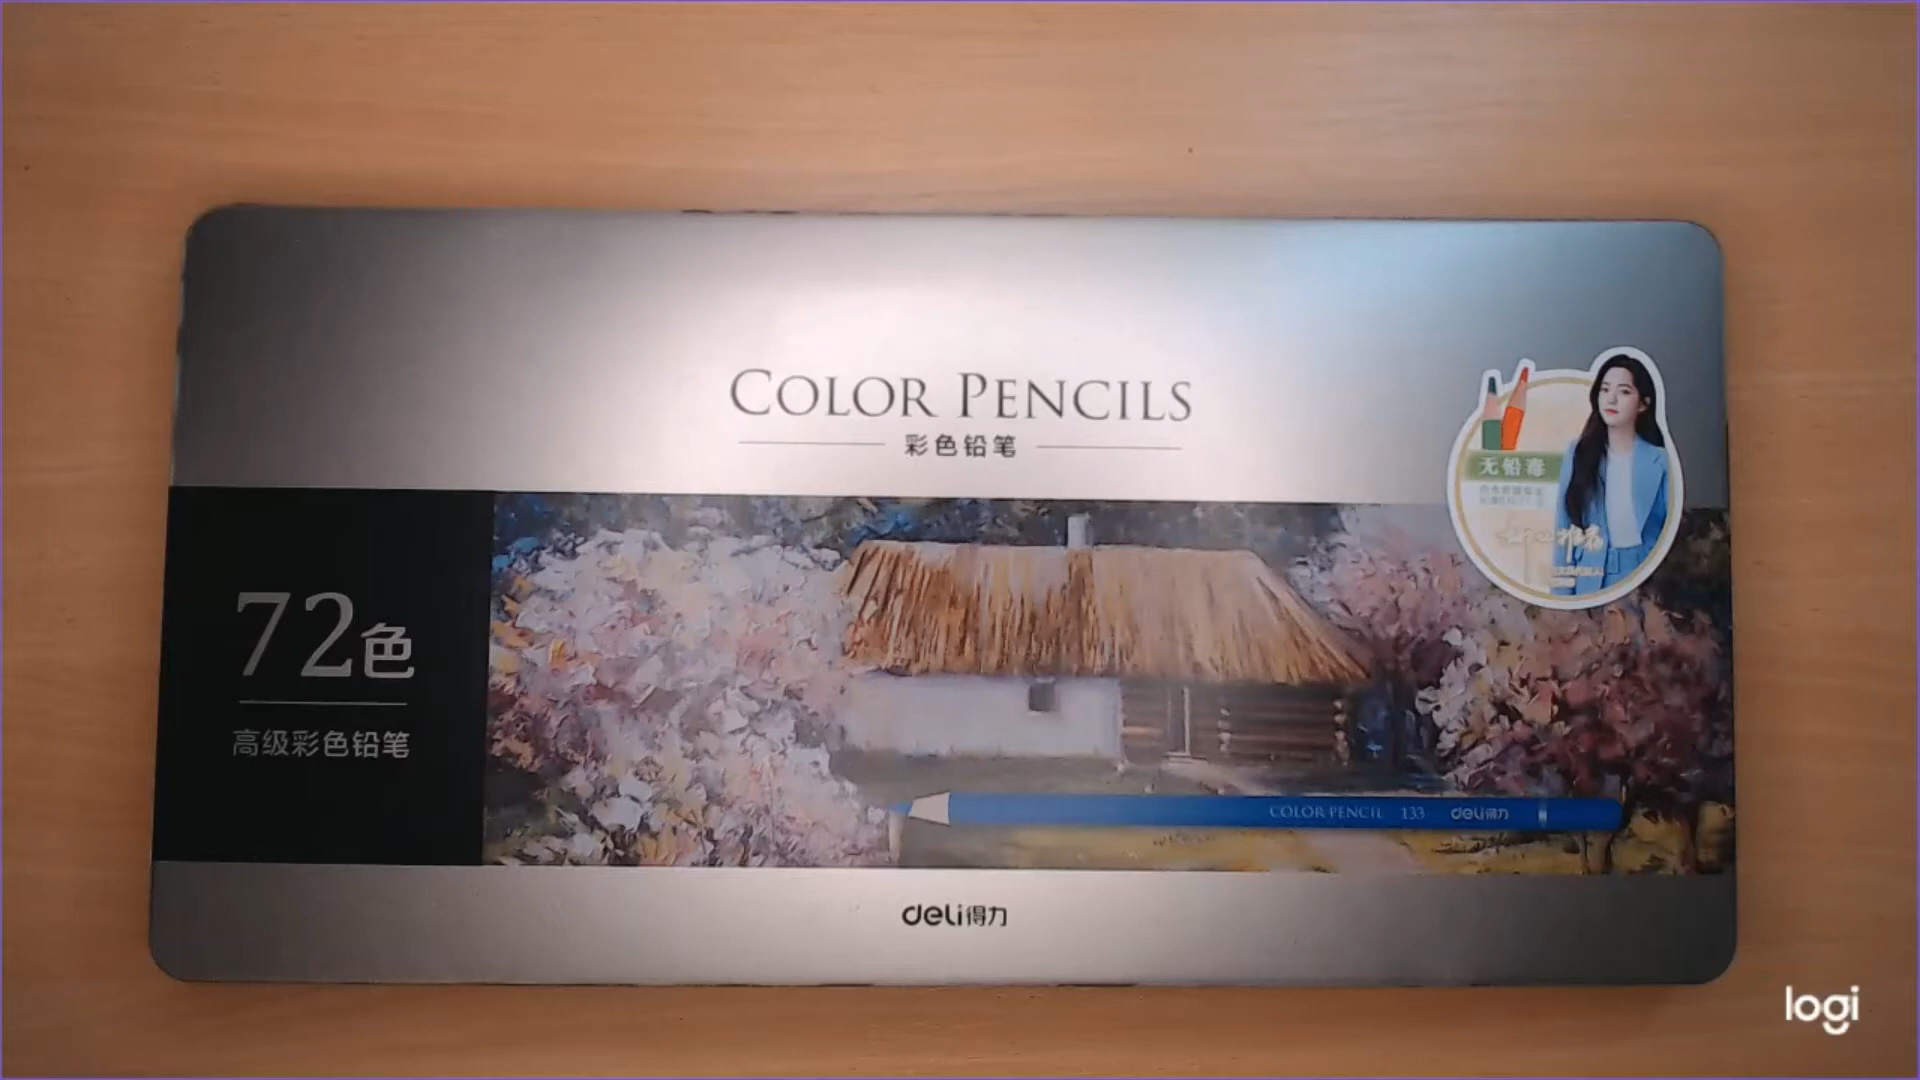 COLOR PENCILS
彩色铅笔
无铅毒
72色
高级彩色铅笔
COLOR PENCIL 133 deli得力
deli得力
logi